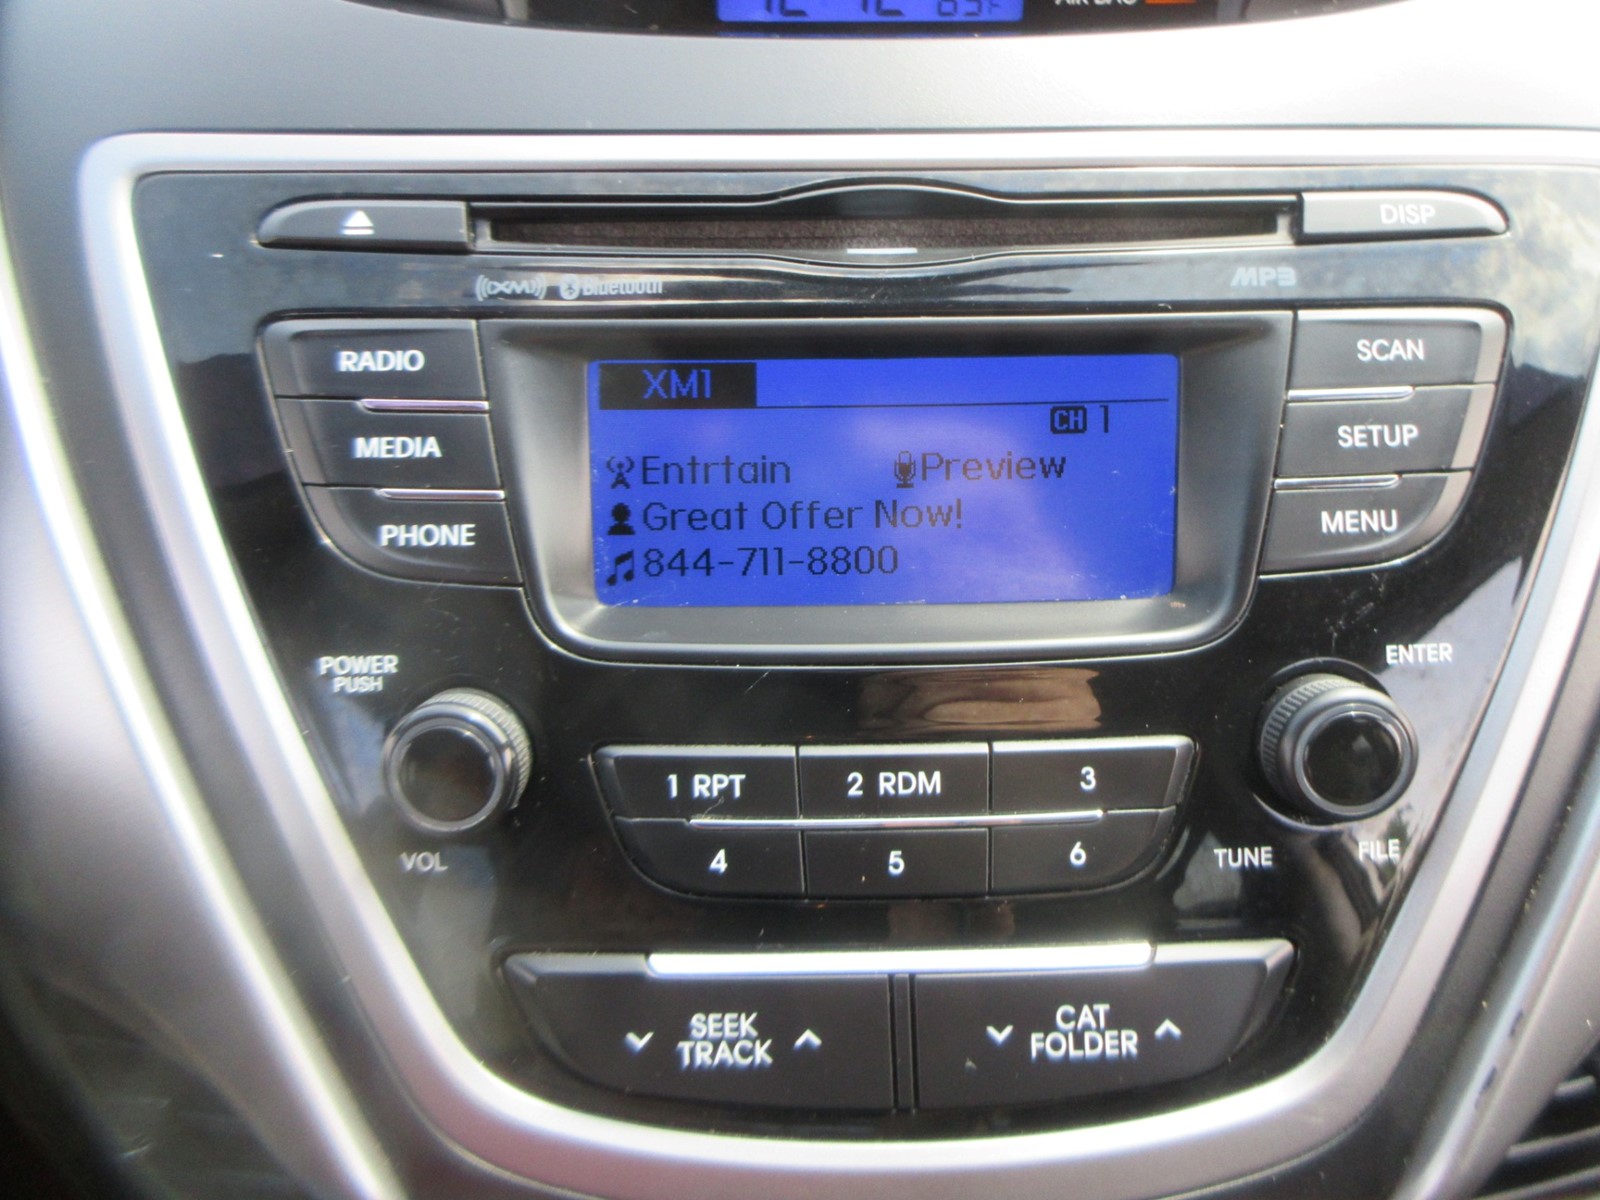 DISP
XM Bluetooth
MP3
RADIO
MEDIA
PHONE
XM1
CH 1
Entrtain Preview
Great Offer Now!
844-711-8800
SCAN
SETUP
MENU
POWER
PUSH
VOL
ENTER
TUNE
FILE
1 RPT 2 RDM 3
4 5 6
SEEK
TRACK
CAT
FOLDER